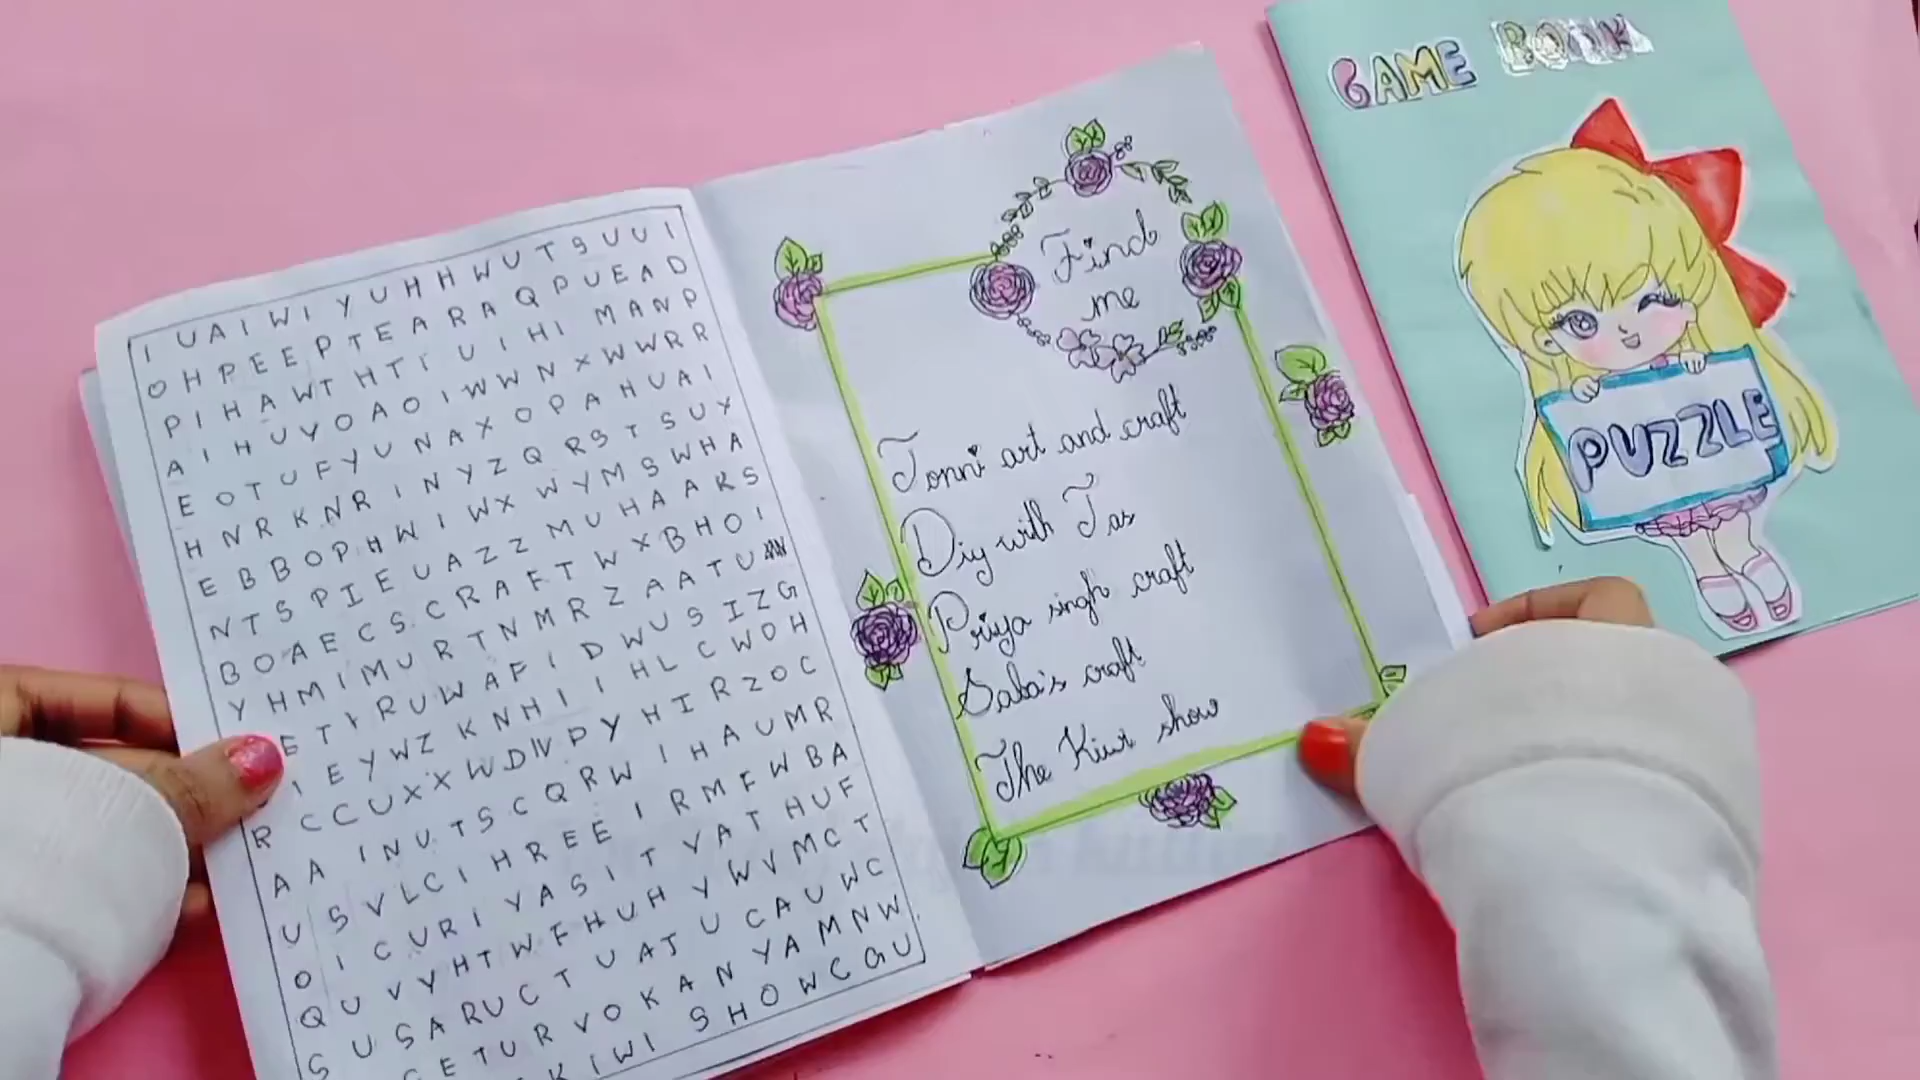 I U A I W I Y U H H W U T S U U I
O H P E E P T E A R A Q P U E A D
P I H A W T H T I U I H I M A N P
A I H U Y O A O I W W N X W W R R
E O T U F Y U N A X O P A H U A I
H N R K N R I N Y Z Q R S T S U Y
E B B O P H W I W X W Y M S W H A
N T S P I E U A Z Z M U H A A R S
B O A E C S C R A F T W X B H O I
Y H M I M U R T N M R Z A A T U
E T Y R U W A F I D W U S I Z G
I E Y W Z K N H I I H L C W O H
R C C U X X W D W P Y H I R Z O C
A A I N U T S C Q R W I H A U M R
U S V L C I H R E E I R M F W B A
O I C U R I Y A S I T Y A T H U F
Q U V Y H T W F H U H Y W V M C T
S U S A R U C T U A J U C A U W C
E T U R V O K A N Y A M N W
K I W I S H O W C G U
Find
me
Tonni art and craft
Diy with Tas
Priya singh craft
Saba's craft
The Kiwi show
GAME BOOK
PUZZLE